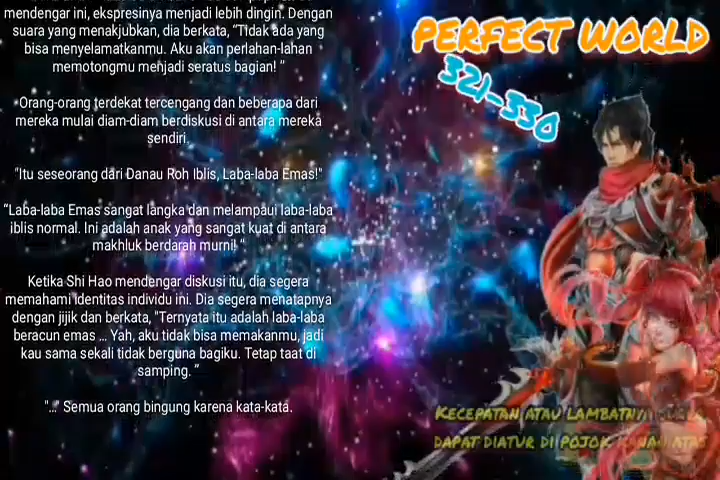 mendengar ini, ekspresinya menjadi lebih dingin. Dengan
suara yang menakjubkan, dia berkata, “Tidak ada yang
bisa menyelamatkanmu. Aku akan perlahan-lahan
memotongmu menjadi seratus bagian! ”
Orang-orang terdekat tercengang dan beberapa dari
mereka mulai diam-diam berdiskusi di antara mereka
sendiri.
“Itu seseorang dari Danau Roh Iblis, Laba-laba Emas!"
“Laba-laba Emas sangat langka dan melampaui laba-laba
iblis normal. Ini adalah anak yang sangat kuat di antara
makhluk berdarah murni! “
Ketika Shi Hao mendengar diskusi itu, dia segera
memahami identitas individu ini. Dia segera menatapnya
dengan jijik dan berkata, "Ternyata itu adalah laba-laba
beracun emas ... Yah, aku tidak bisa memakanmu, jadi
kau sama sekali tidak berguna bagiku. Tetap taat di
samping. ”
"..." Semua orang bingung karena kata-kata.
PERFECT WORLD
321-330
KECEPATAN ATAU LAMBATNYA
DAPAT DIATUR DI POJOK KANAN ATAS